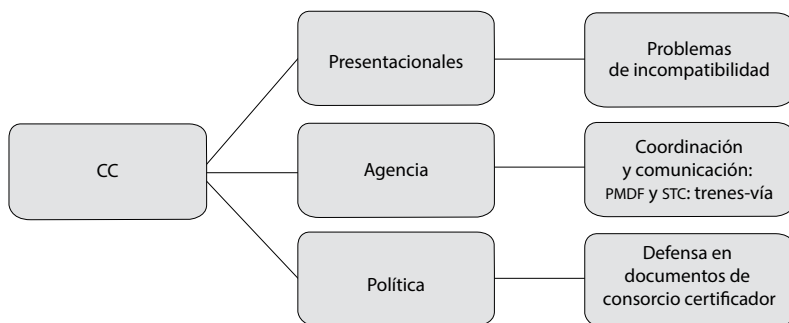 CC
Presentacionales
Problemas
de incompatibilidad
Agencia
Coordinación
y comunicación:
PMDF y STC: trenes-vía
Política
Defensa en
documentos de
consorcio certificador